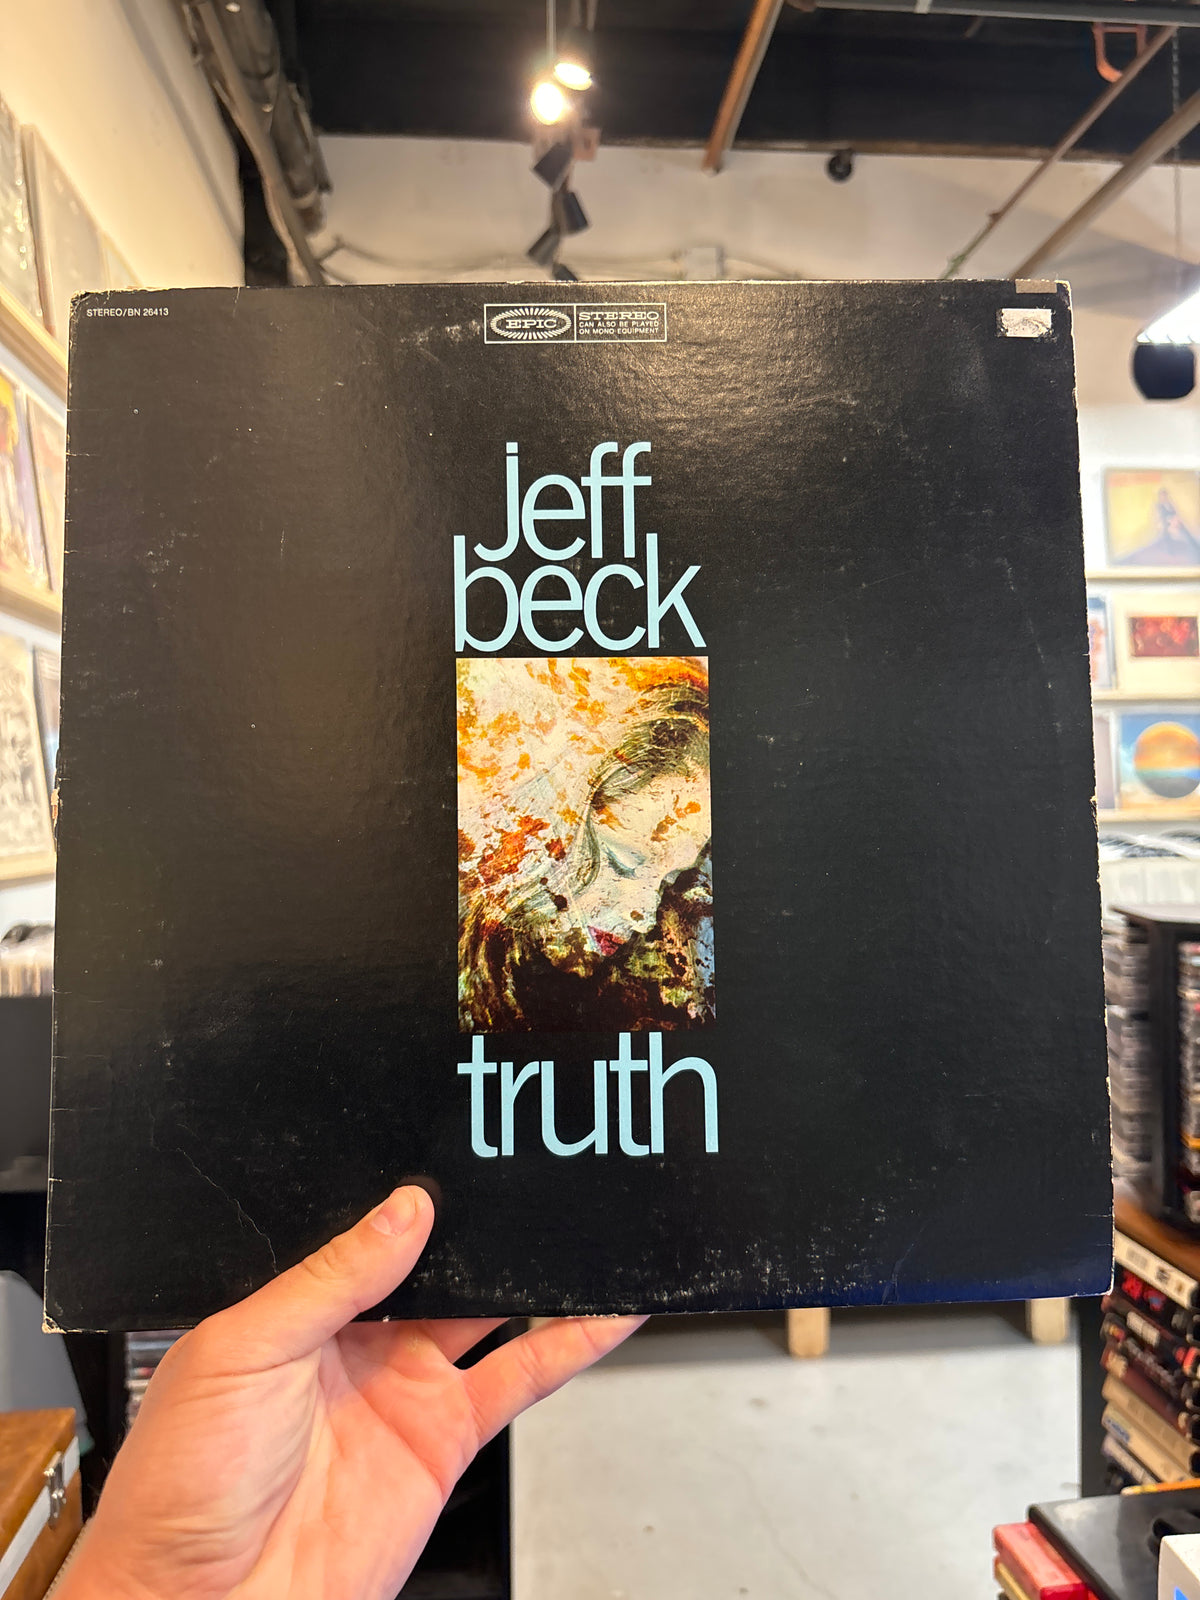 STEREO/BN 26413
EPIC
STEREO
CAN ALSO BE PLAYED
ON MONO EQUIPMENT
jeff
beck
truth